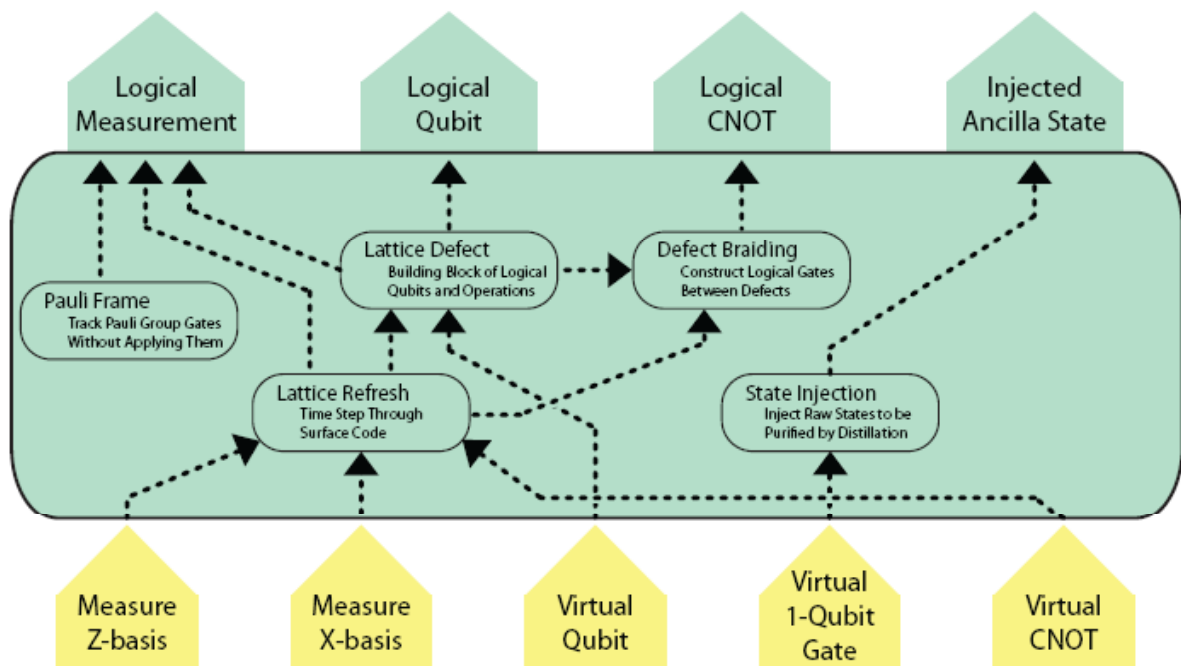 Logical
Measurement
Logical
Qubit
Logical
CNOT
Injected
Ancilla State
Lattice Defect
Building Block of Logical
Qubits and Operations
Defect Braiding
Construct Logical Gates
Between Defects
Pauli Frame
Track Pauli Group Gates
Without Applying Them
Lattice Refresh
Time Step Through
Surface Code
State Injection
Inject Raw States to be
Purified by Distillation
Measure
Z-basis
Measure
X-basis
Virtual
Qubit
Virtual
1-Qubit
Gate
Virtual
CNOT